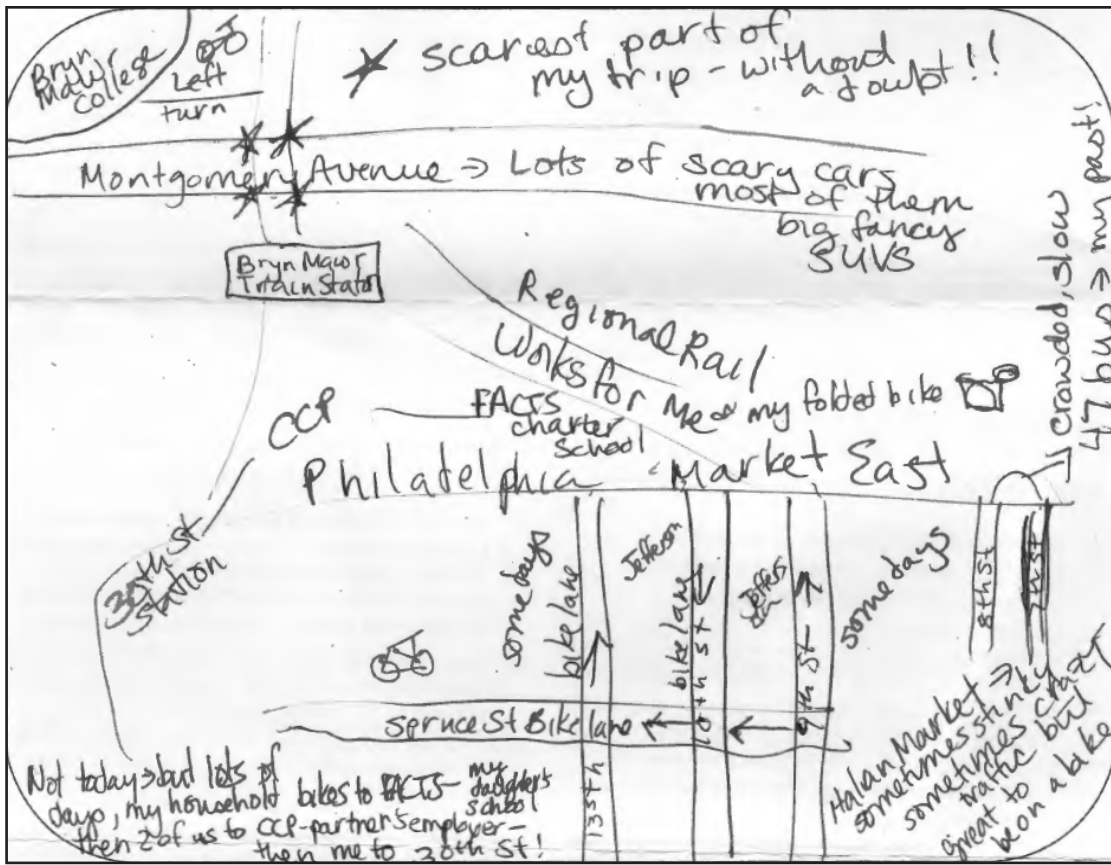 Bryn
Mawr
College
Left
turn
scariest part of
my trip - without
a doubt!!
Montgomery Avenue ⇒ Lots of scary cars
most of them
big fancy
SUVS
Bryn Mawr
Train Station
Regional Rail
Works for Me & my folded bike
CCP
FACTS
charter
school
Philadelphia Market East
crowded, slow
47 bus ⇒ my past!
30th St
Station
some days
bike lane
13st
Jefferson
bike lane
10th st
Jefferson
9th st
some days
8th st
Spruce St Bike lane
Italian Market ⇒
sometimes stinky
sometimes crazy
traffic but
great to
be on a bike
Not today ⇒ but lots of
days, my household bikes to FACTS - my daughter's school
then 2 of us to CCP - partner's employer -
then me to 30th St!